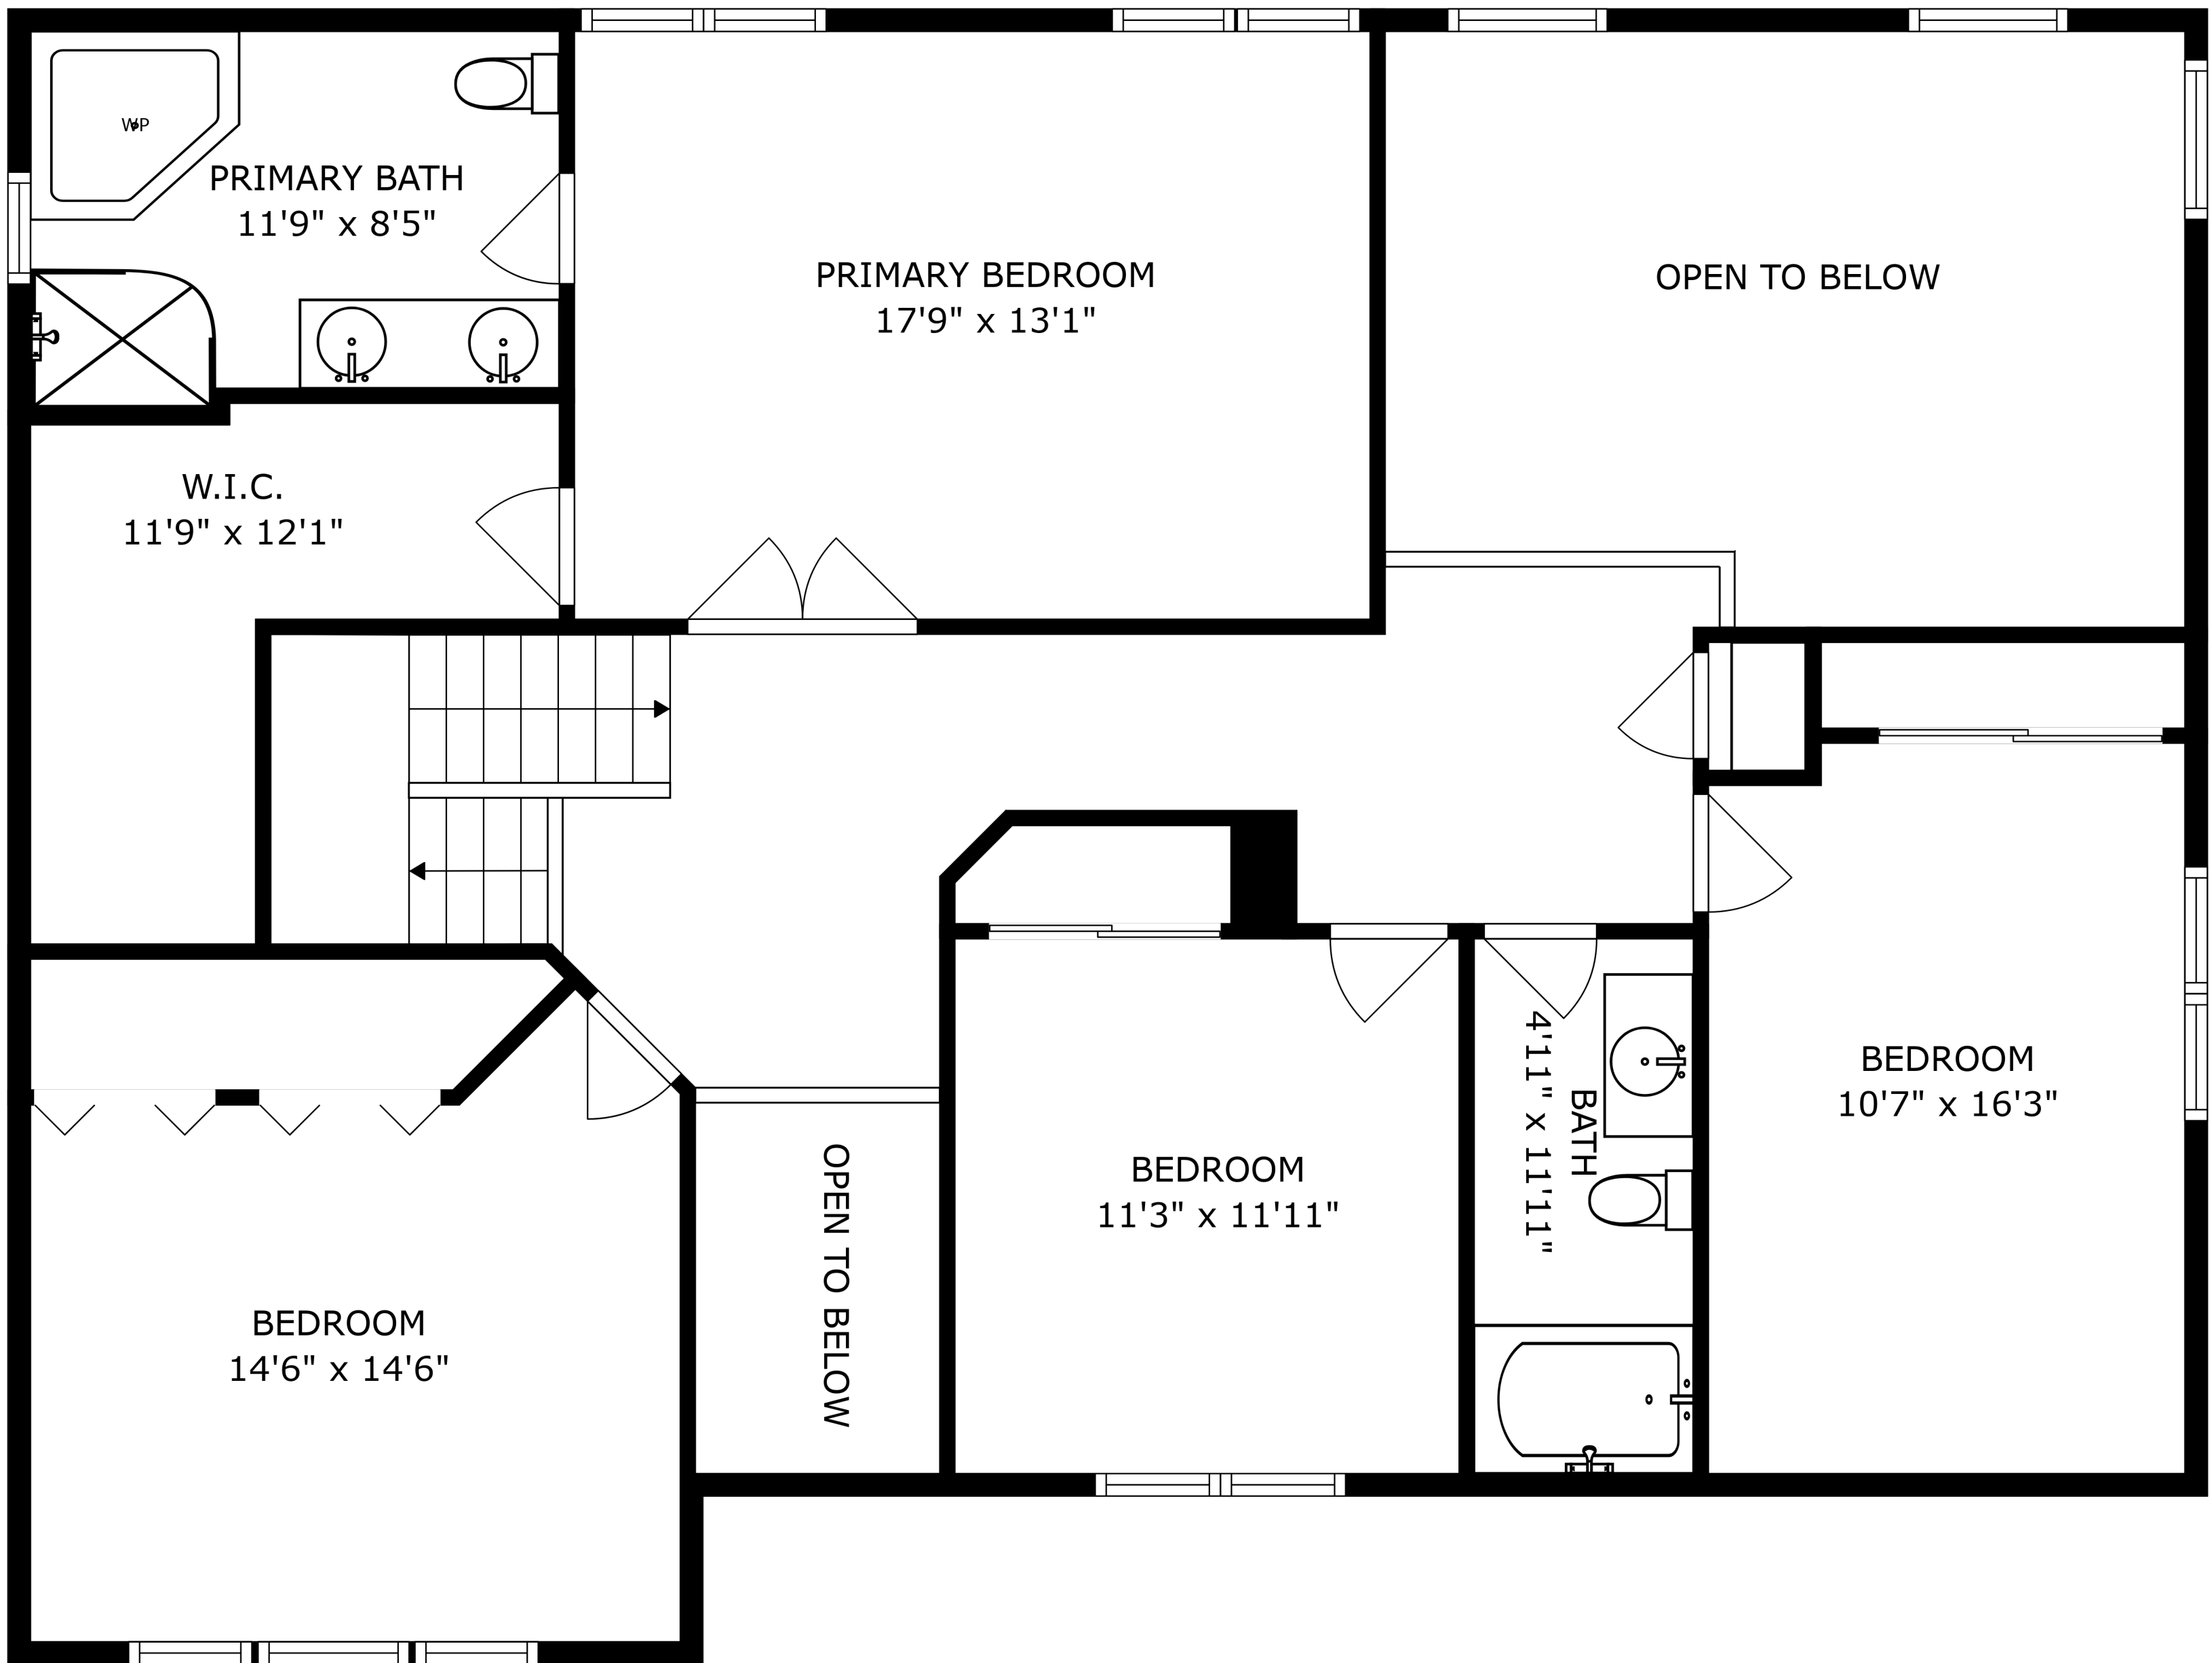 WP
PRIMARY BATH
11'9" x 8'5"
PRIMARY BEDROOM
17'9" x 13'1"
OPEN TO BELOW
W.I.C.
11'9" x 12'1"
BEDROOM
10'7" x 16'3"
BATH
4'11" x 11'11"
BEDROOM
11'3" x 11'11"
OPEN TO BELOW
BEDROOM
14'6" x 14'6"